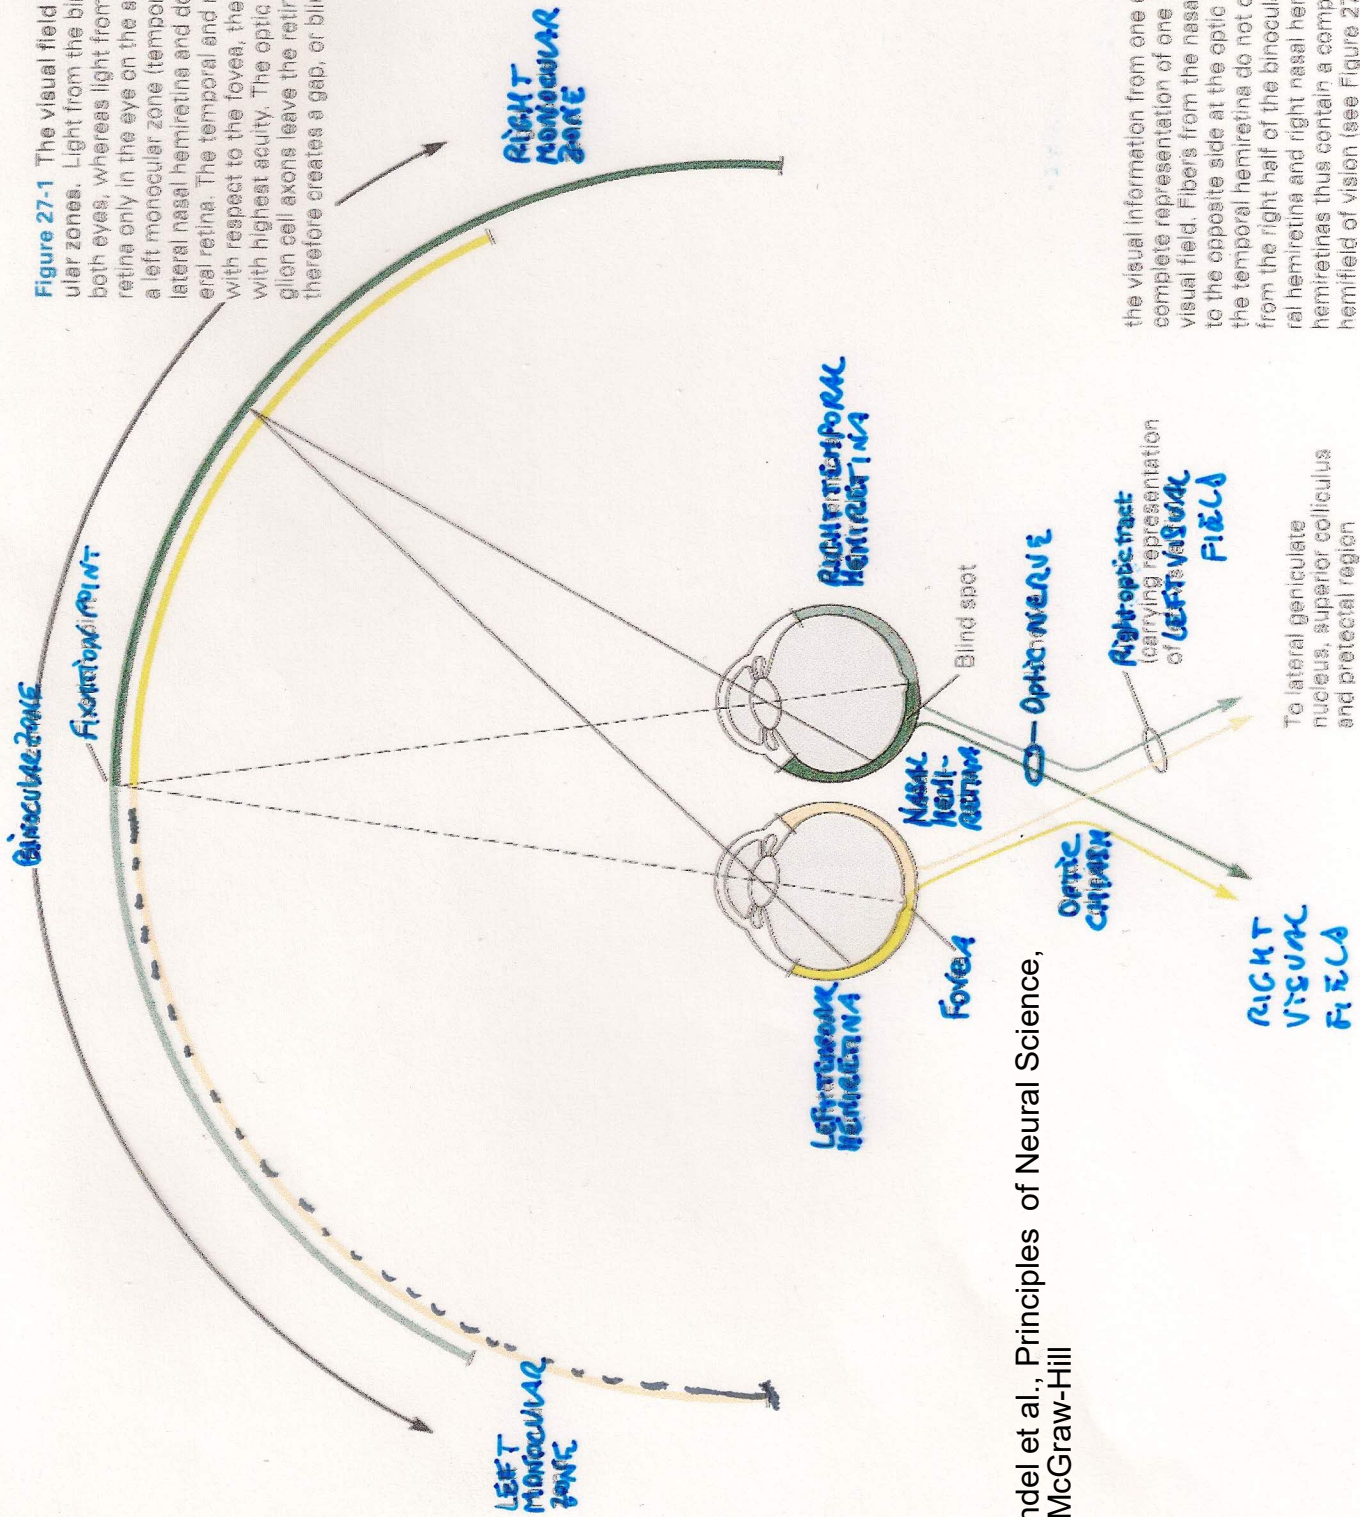 Figure 27-1 The visual field
ular zones. Light from the bi
both eyes, whereas light from
retina only in the eye on the s
a left monocular zone (tempor
lateral nasal hemiretina and do
eral retina. The temporal and n
with respect to the fovea, the
with highest acuity. The optic
glion cell axons leave the retin
therefore creates a gap, or bli
BINOCULAR ZONE
FIXATION POINT
LEFT
MONOCULAR
ZONE
RIGHT
MONOCULAR
ZONE
LEFT TEMPORAL
HEMIRETINA
RIGHT TEMPORAL
HEMIRETINA
NASAL
HEMI-
RETINA
FOVEA
Blind spot
OPTIC NERVE
OPTIC
CHIASM
Right optic tract
(carrying representation
of LEFT VISUAL
FIELD
RIGHT
VISUAL
FIELD
To lateral geniculate
nucleus, superior colliculus
and pretectal region
the visual information from one
complete representation of one
visual field. Fibers from the nasa
to the opposite side at the optic
the temporal hemiretina do not c
from the right half of the binocul
ral hemiretina and right nasal hem
hemiretinas thus contain a comp
hemifield of vision (see Figure 27
ndel et al., Principles of Neural Science,
McGraw-Hill